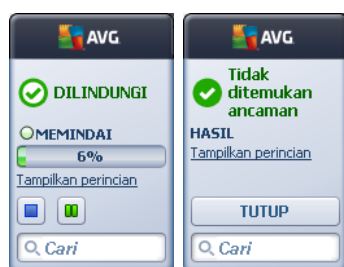 AVG
DILINDUNGI
MEMINDAI
6%
Tampilkan perincian
Cari
AVG
Tidak
ditemukan
ancaman
HASIL
Tampilkan perincian
TUTUP
Cari